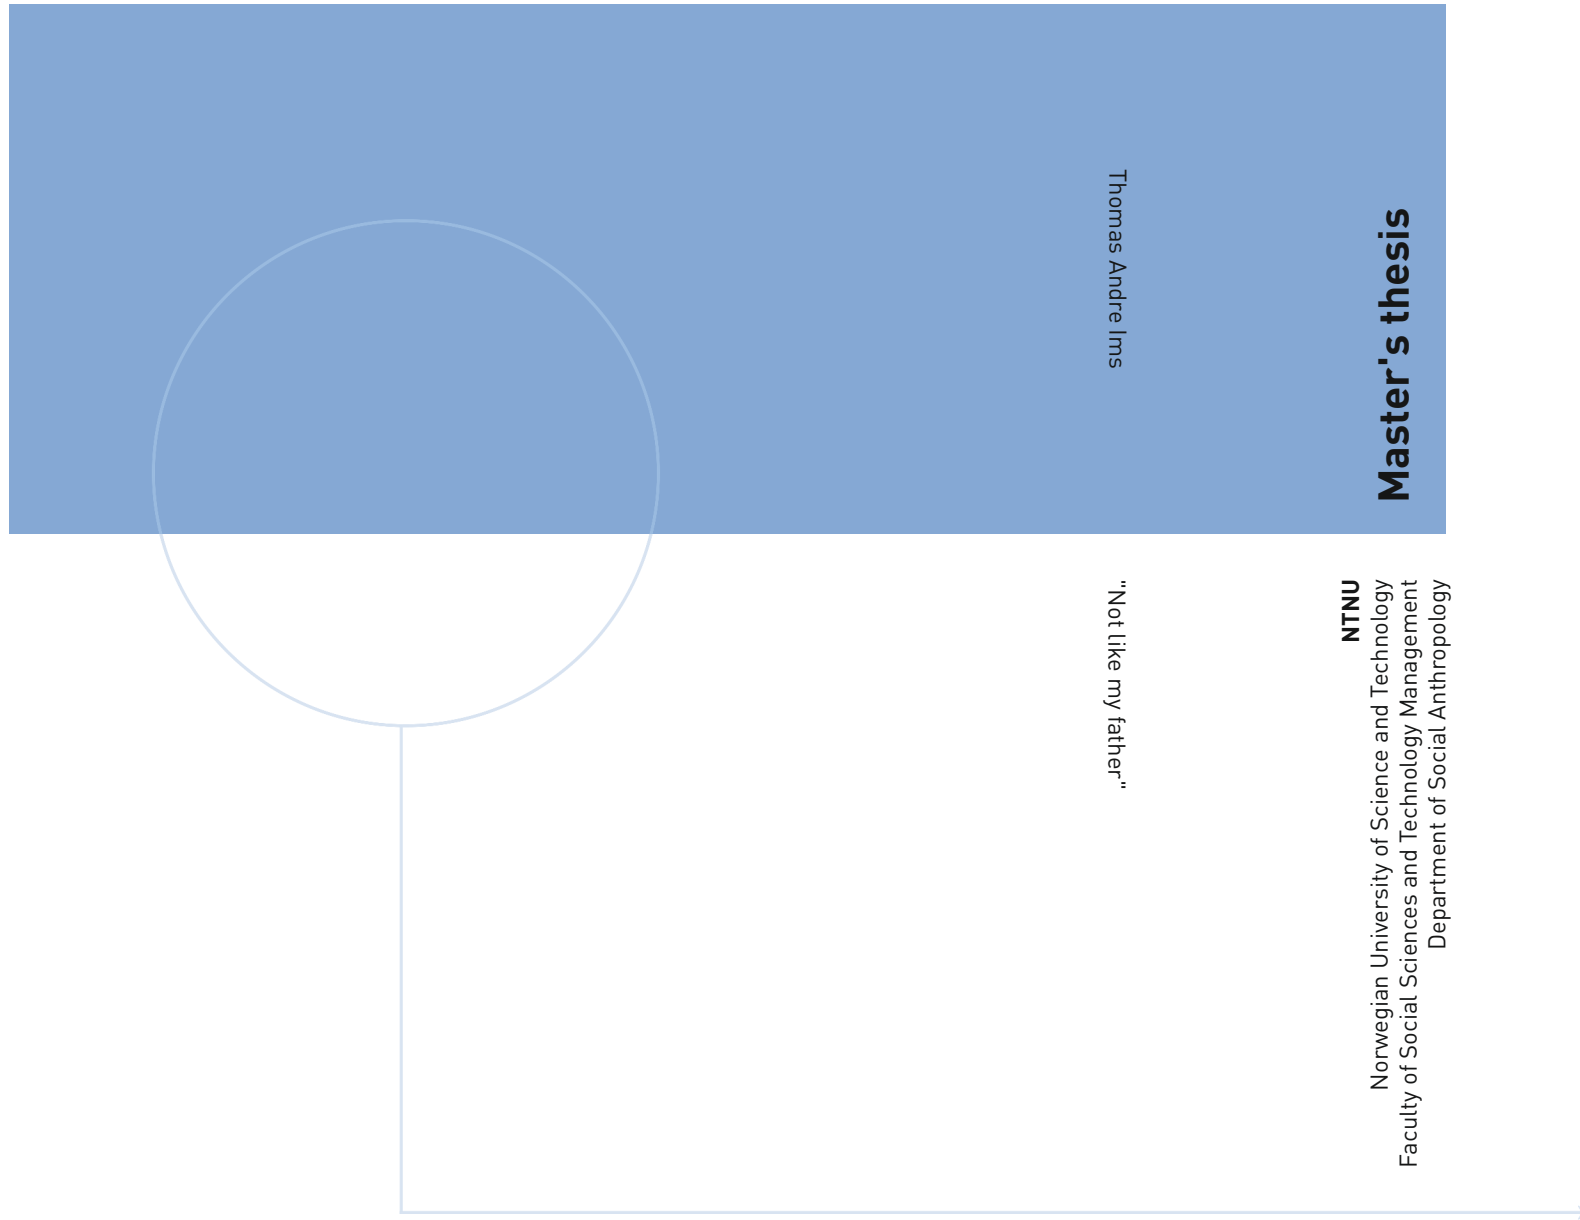 Thomas Andre Ims
"Not like my father"
Master's thesis
NTNU
Norwegian University of Science and Technology
Faculty of Social Sciences and Technology Management
Department of Social Anthropology